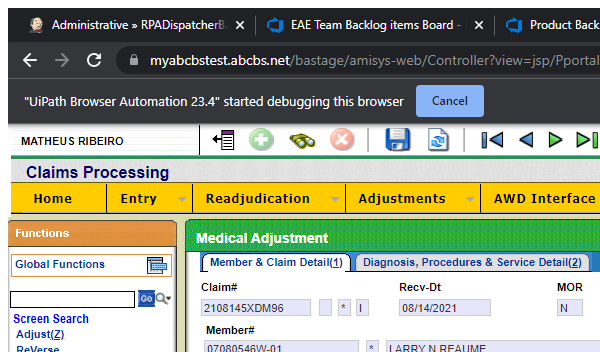 Administrative » RPADispatcherBa
EAE Team Backlog items Board -
Product Back
myabcbstest.abcbs.net/bastage/amisys-web/Controller?view=jsp/Pportal
"UiPath Browser Automation 23.4" started debugging this browser
Cancel
MATHEUS RIBEIRO
Claims Processing
Home Entry Readjudication Adjustments AWD Interface
Functions
Medical Adjustment
Global Functions
Member & Claim Detail(1) Diagnosis, Procedures & Service Detail(2)
Claim# Recv-Dt MOR
Go
2108145XDM96 * I 08/14/2021 N
Screen Search
Member#
Adjust(Z)
ReVerse
07080546W-01 * LARRY N REAUME